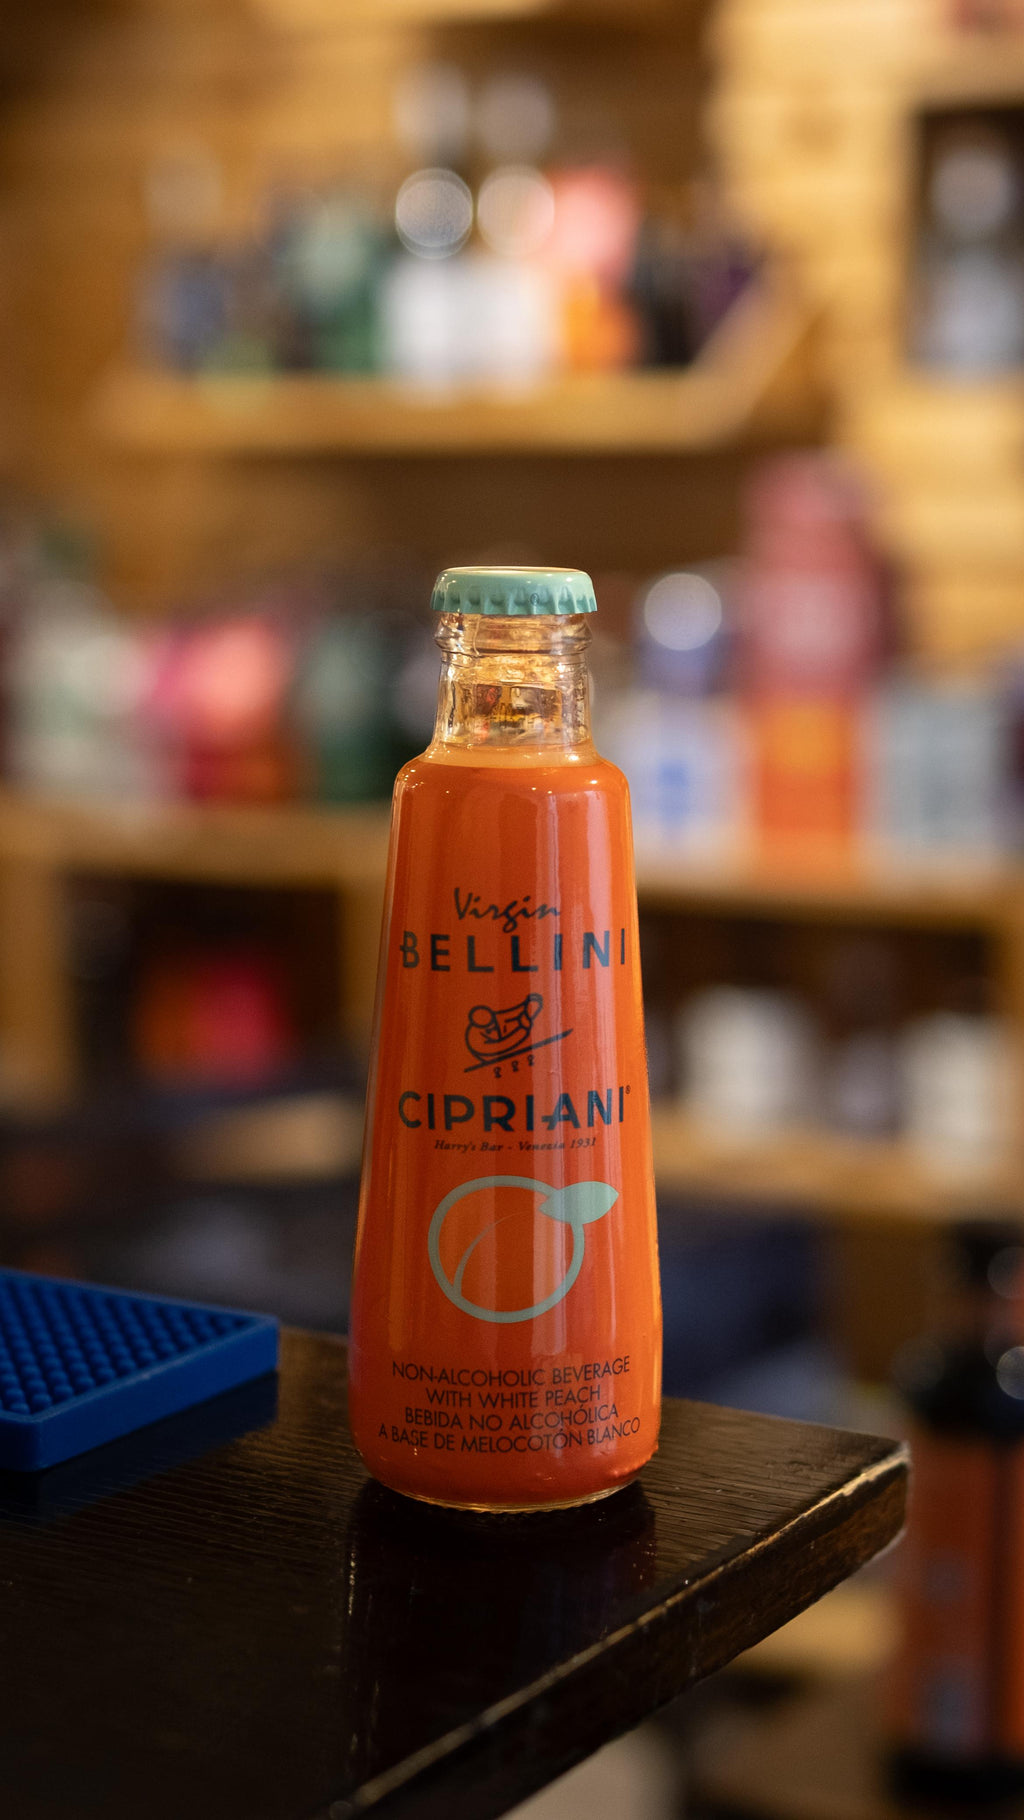 Virgin
BELLINI
CIPRIANI®
Harry's Bar - Venezia 1931
NON-ALCOHOLIC BEVERAGE
WITH WHITE PEACH
BEBIDA NO ALCOHÓLICA
A BASE DE MELOCOTÓN BLANCO